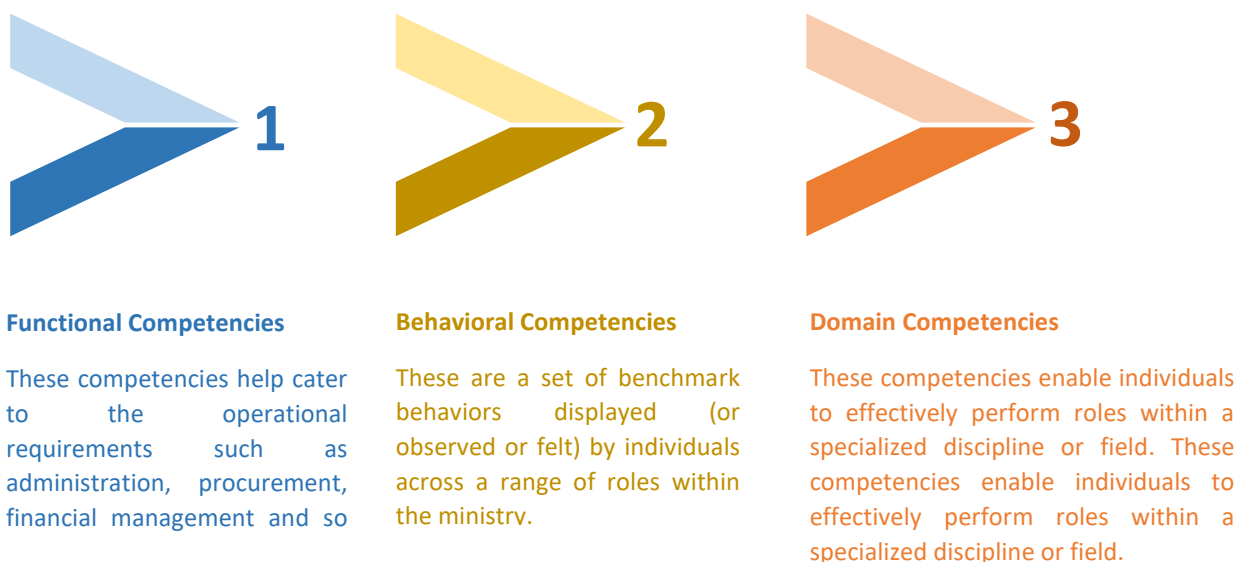 1
Functional Competencies
These competencies help cater
to the operational
requirements such as
administration, procurement,
financial management and so
2
Behavioral Competencies
These are a set of benchmark
behaviors displayed (or
observed or felt) by individuals
across a range of roles within
the ministry.
3
Domain Competencies
These competencies enable individuals
to effectively perform roles within a
specialized discipline or field. These
competencies enable individuals to
effectively perform roles within a
specialized discipline or field.